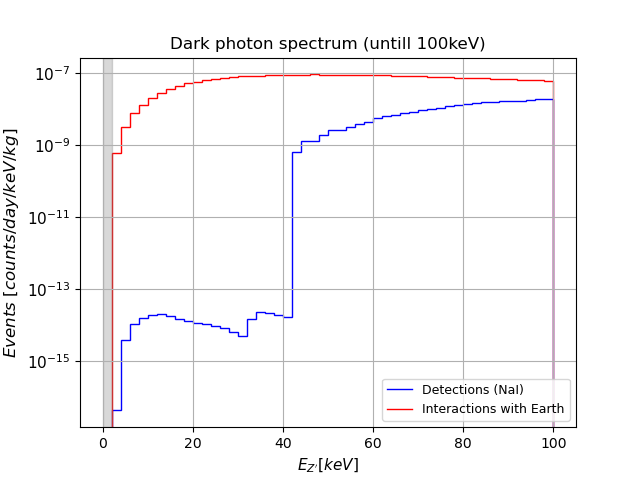 Dark photon spectrum (untill 100keV)
Events [counts/day/keV/kg]
10⁻⁷
10⁻⁹
10⁻¹¹
10⁻¹³
10⁻¹⁵
Detections (NaI)
Interactions with Earth
0 20 40 60 80 100
E_Z'[keV]